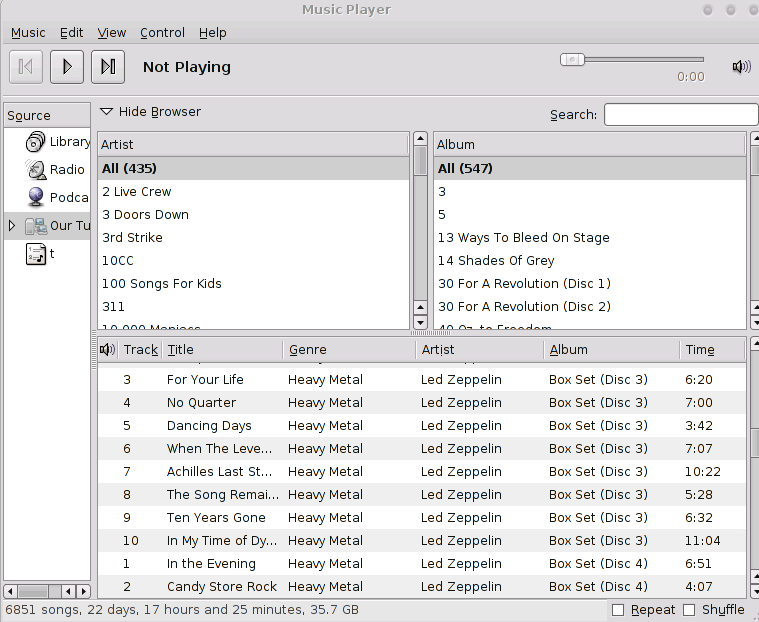 Music Player
Music Edit View Control Help
Not Playing
0:00
Source
Library
Radio
Podca
Our Tu
t
Hide Browser
Search:
Artist
All (435)
2 Live Crew
3 Doors Down
3rd Strike
10CC
100 Songs For Kids
311
10,000 Maniacs
Album
All (547)
3
5
13 Ways To Bleed On Stage
14 Shades Of Grey
30 For A Revolution (Disc 1)
30 For A Revolution (Disc 2)
40 Oz. to Freedom
Track Title Genre Artist Album Time
3 For Your Life Heavy Metal Led Zeppelin Box Set (Disc 3) 6:20
4 No Quarter Heavy Metal Led Zeppelin Box Set (Disc 3) 7:00
5 Dancing Days Heavy Metal Led Zeppelin Box Set (Disc 3) 3:42
6 When The Leve... Heavy Metal Led Zeppelin Box Set (Disc 3) 7:07
7 Achilles Last St... Heavy Metal Led Zeppelin Box Set (Disc 3) 10:22
8 The Song Remai... Heavy Metal Led Zeppelin Box Set (Disc 3) 5:28
9 Ten Years Gone Heavy Metal Led Zeppelin Box Set (Disc 3) 6:32
10 In My Time of Dy... Heavy Metal Led Zeppelin Box Set (Disc 3) 11:04
1 In the Evening Heavy Metal Led Zeppelin Box Set (Disc 4) 6:51
2 Candy Store Rock Heavy Metal Led Zeppelin Box Set (Disc 4) 4:07
6851 songs, 22 days, 17 hours and 25 minutes, 35.7 GB
Repeat Shuffle